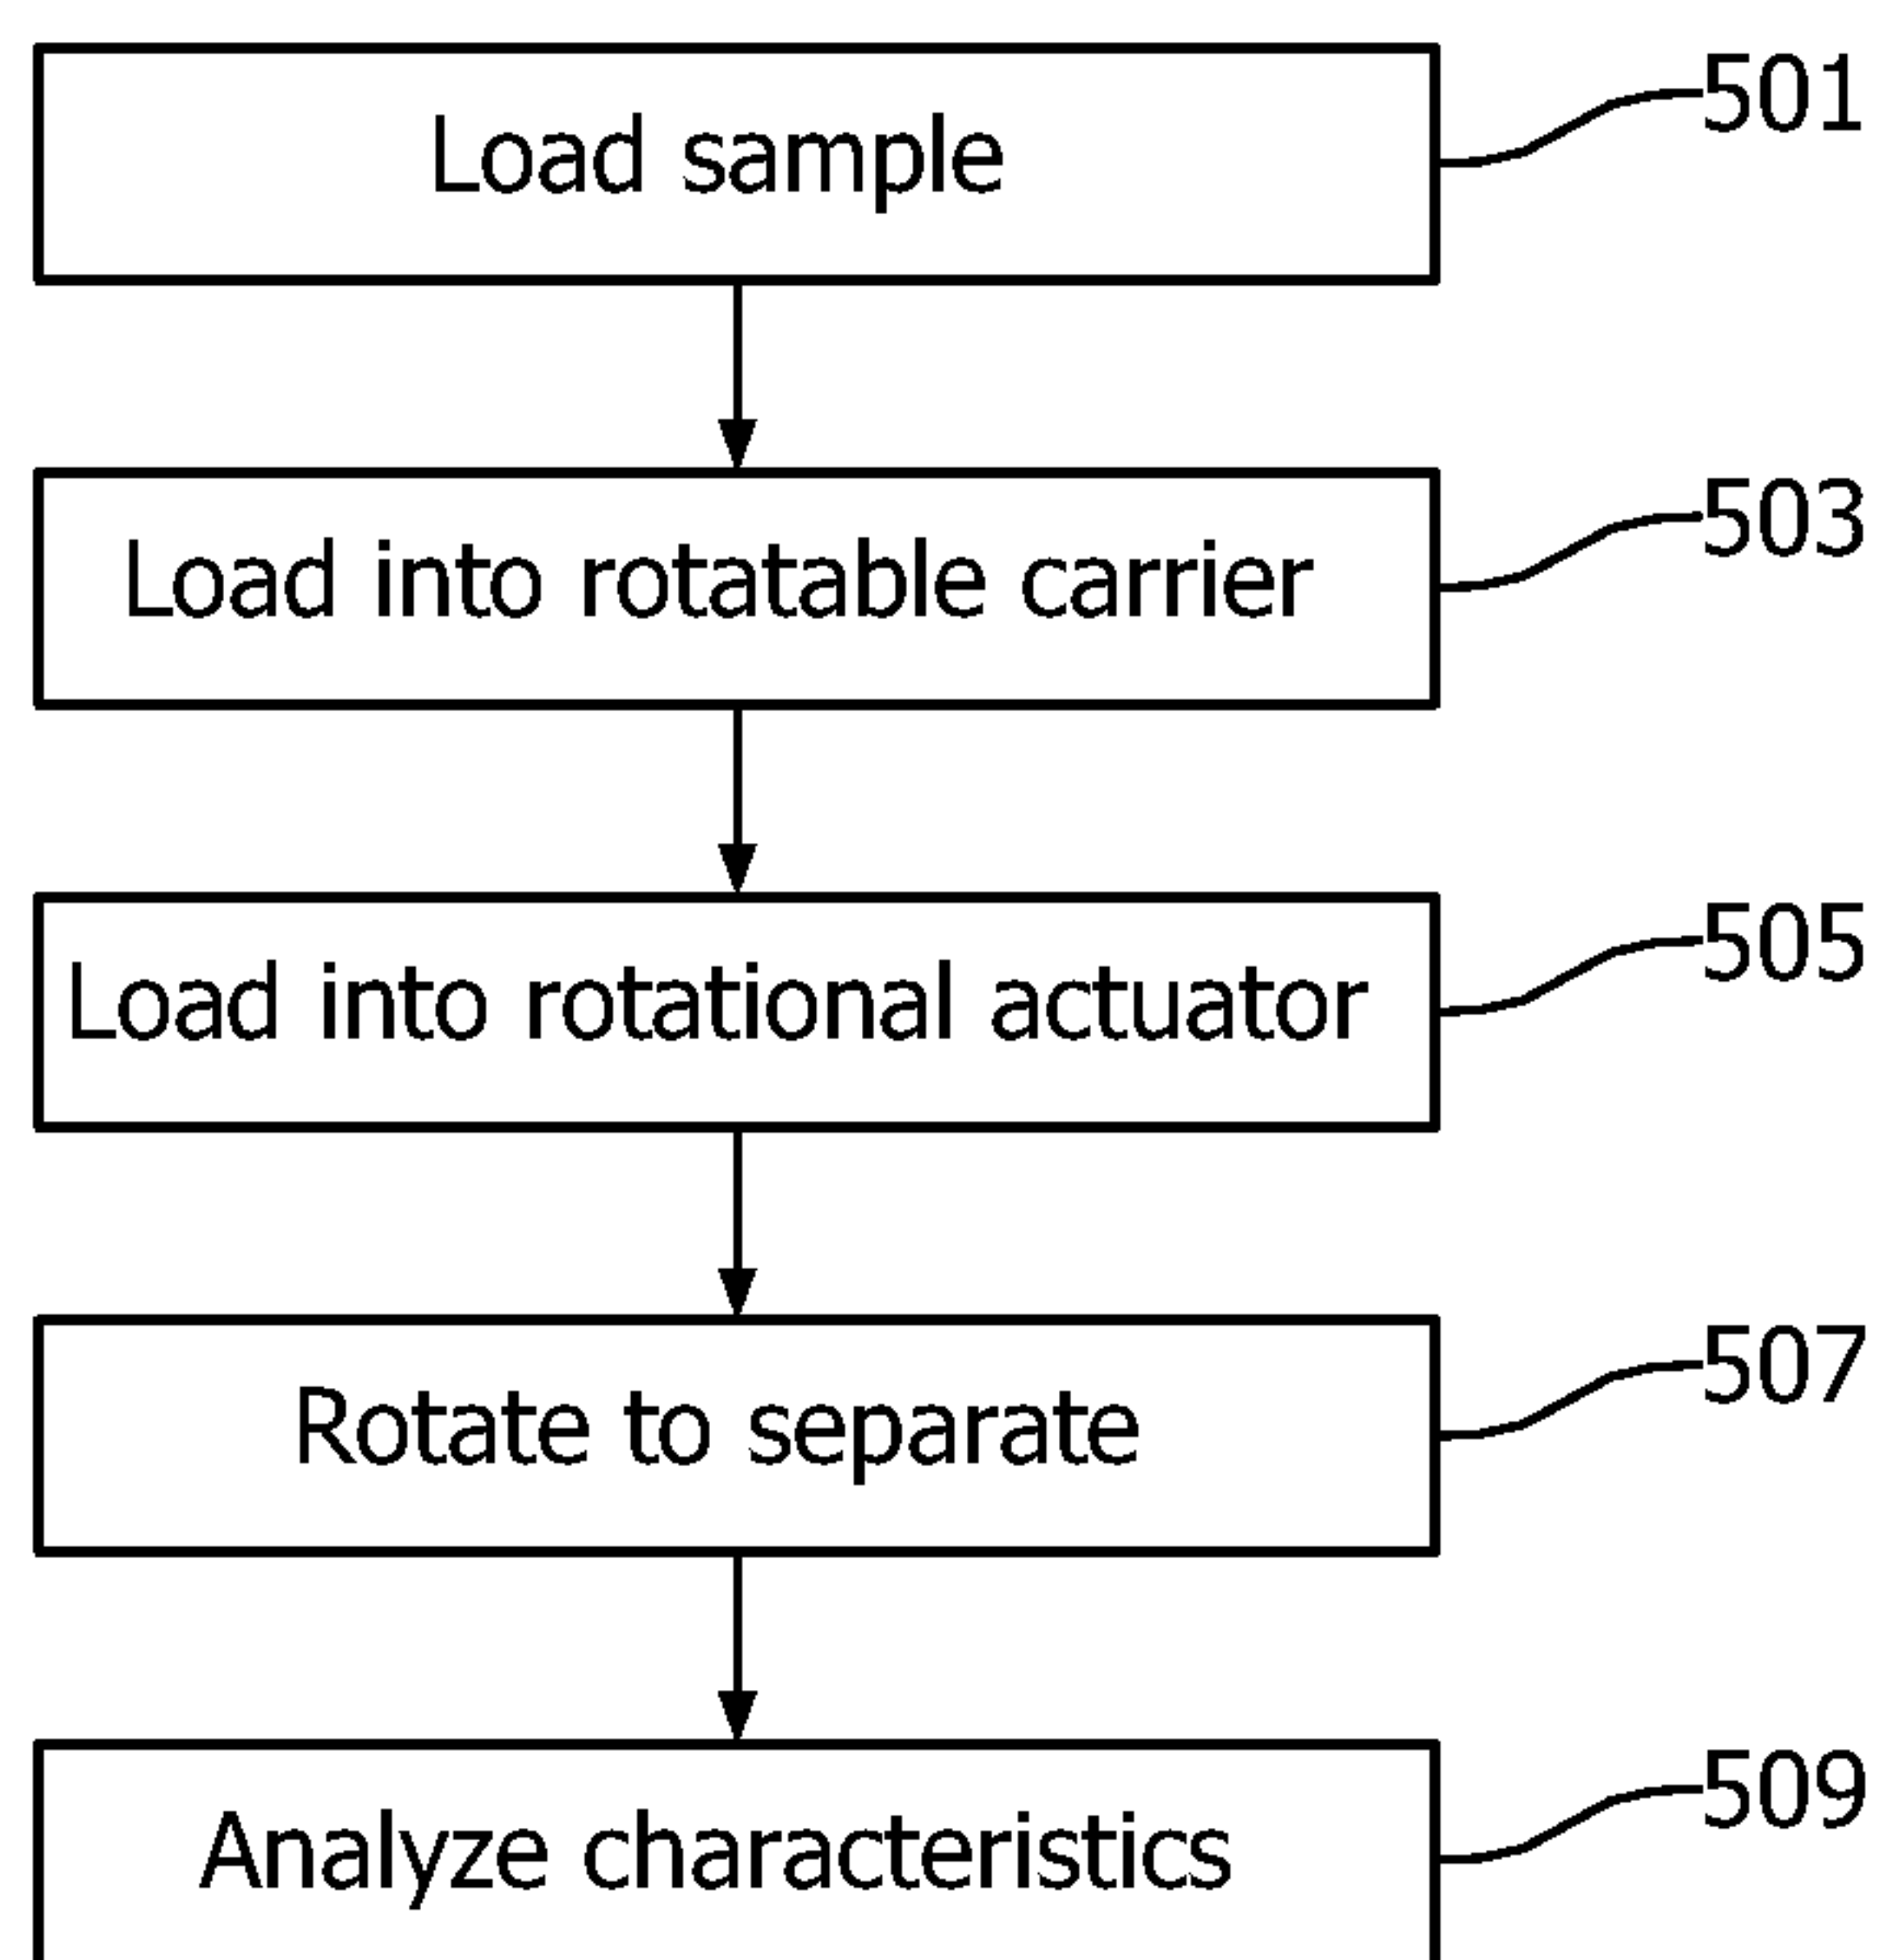 Load sample
501
Load into rotatable carrier
503
Load into rotational actuator
505
Rotate to separate
507
Analyze characteristics
509